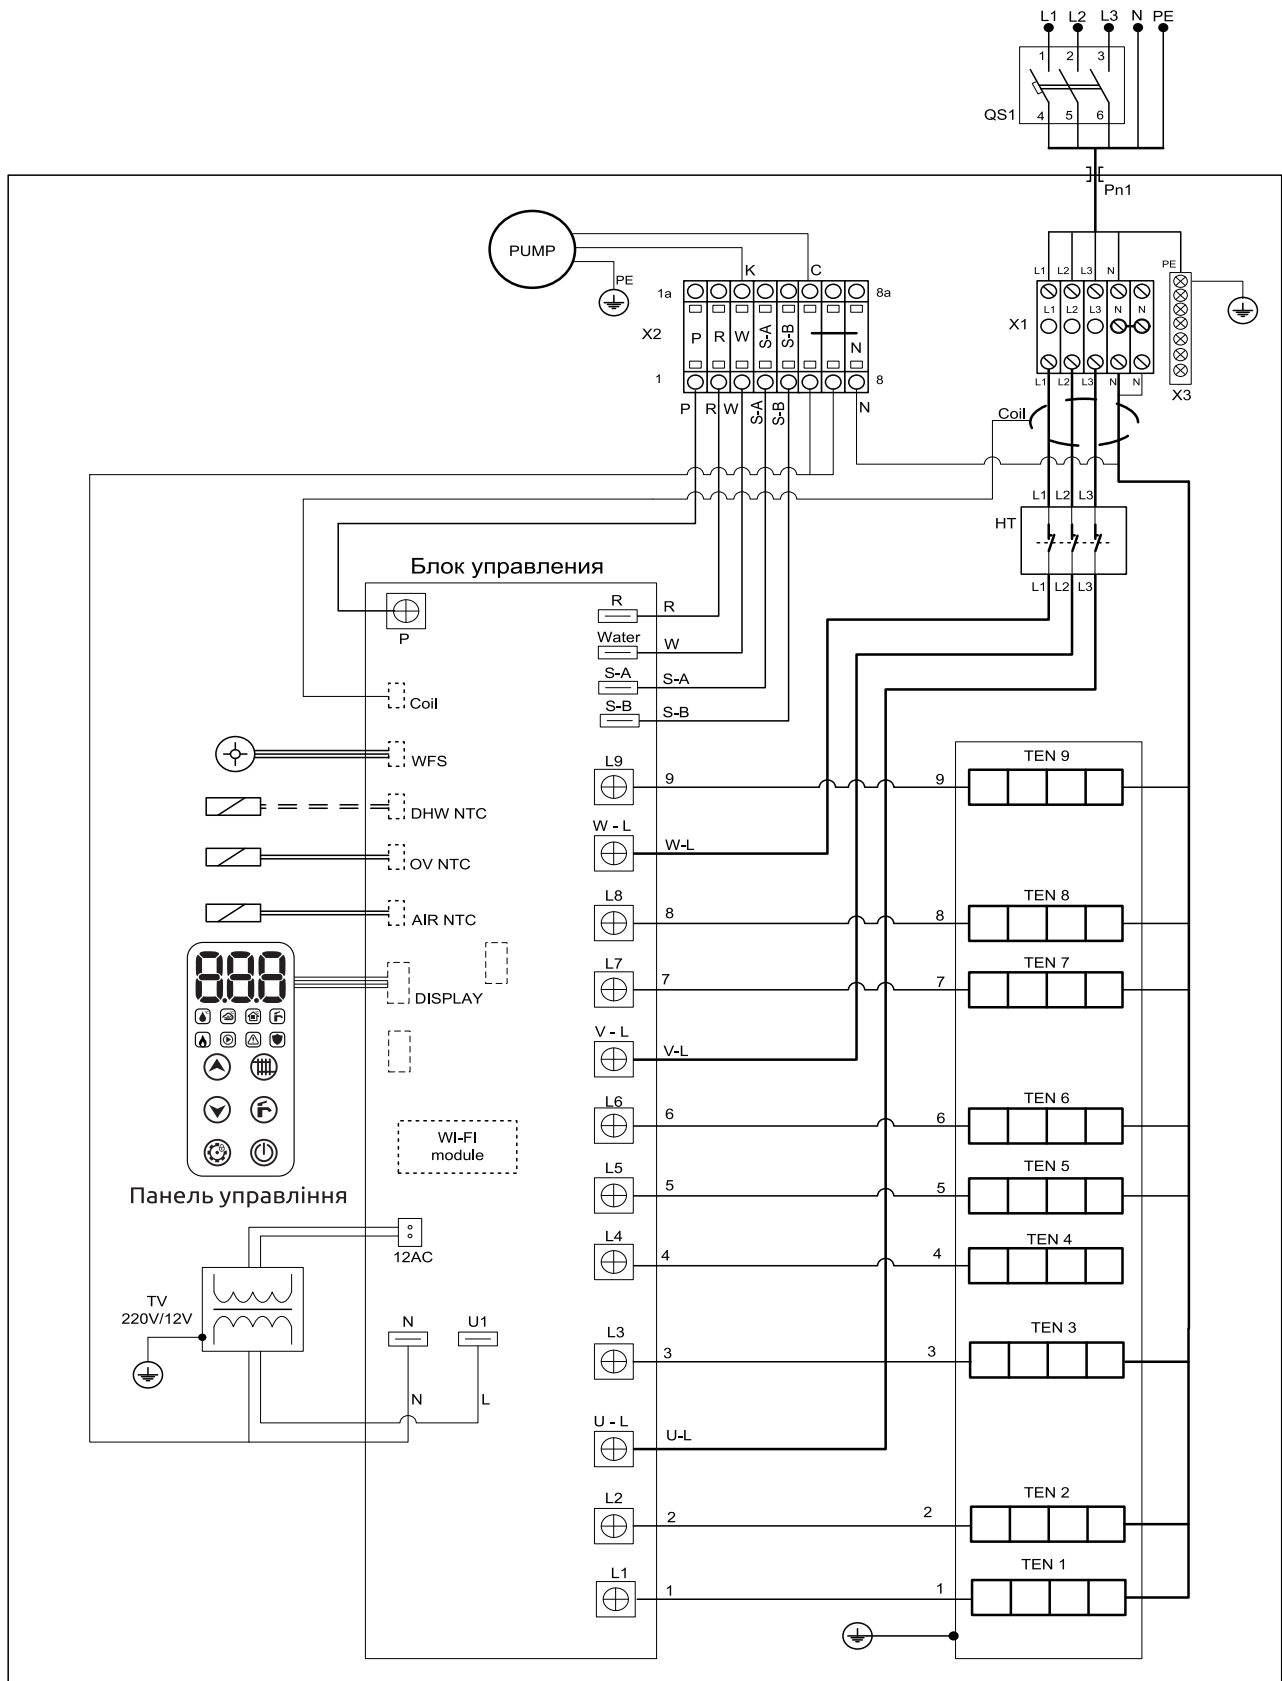 L1 L2 L3 N PE
1 2 3
QS1 4 5 6
Pn1
PUMP
PE
K C
1a 8a
X2 P R W S-A S-B N
1 8
P R W S-A S-B N
L1 L2 L3 N PE
L1 L2 L3 N N
X1
L1 L2 L3 N N
X3
Coil
L1 L2 L3
HT
L1 L2 L3
Блок управления
P
R R
Water W
S-A S-A
S-B S-B
Coil
WFS
DHW NTC
OV NTC
AIR NTC
DISPLAY
8.8.8
WI-FI
module
Панель управління
12AC
TV
220V/12V
N U1
N L
L9 9 9 TEN 9
W - L W-L
L8 8 8 TEN 8
L7 7 7 TEN 7
V - L V-L
L6 6 6 TEN 6
L5 5 5 TEN 5
L4 4 4 TEN 4
L3 3 3 TEN 3
U - L U-L
L2 2 2 TEN 2
L1 1 1 TEN 1